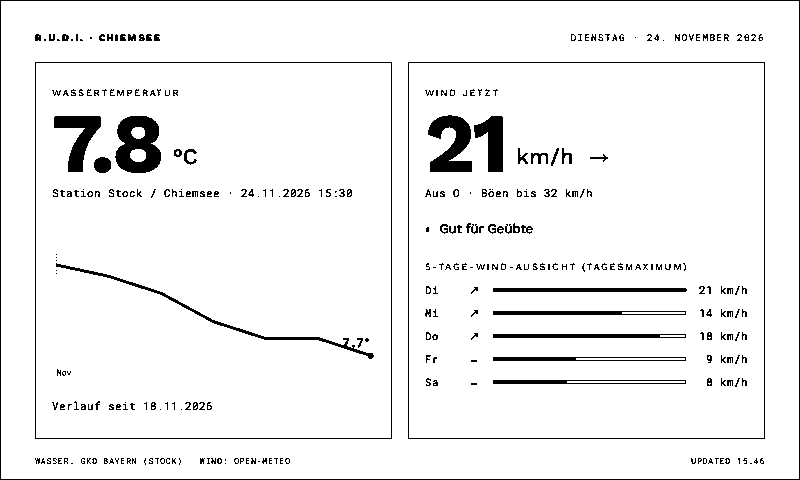 R.U.D.I. · CHIEMSEE
DIENSTAG · 24. NOVEMBER 2026
WASSERTEMPERATUR
7.8 °C
Station Stock / Chiemsee · 24.11.2026 15:30
7.7°
Nov
Verlauf seit 18.11.2026
WIND JETZT
21 km/h →
Aus O · Böen bis 32 km/h
Gut für Geübte
5-TAGE-WIND-AUSSICHT (TAGESMAXIMUM)
Di ↗ 21 km/h
Mi ↗ 14 km/h
Do ↗ 18 km/h
Fr – 9 km/h
Sa – 8 km/h
WASSER: GKD BAYERN (STOCK) WIND: OPEN-METEO
UPDATED 15:46